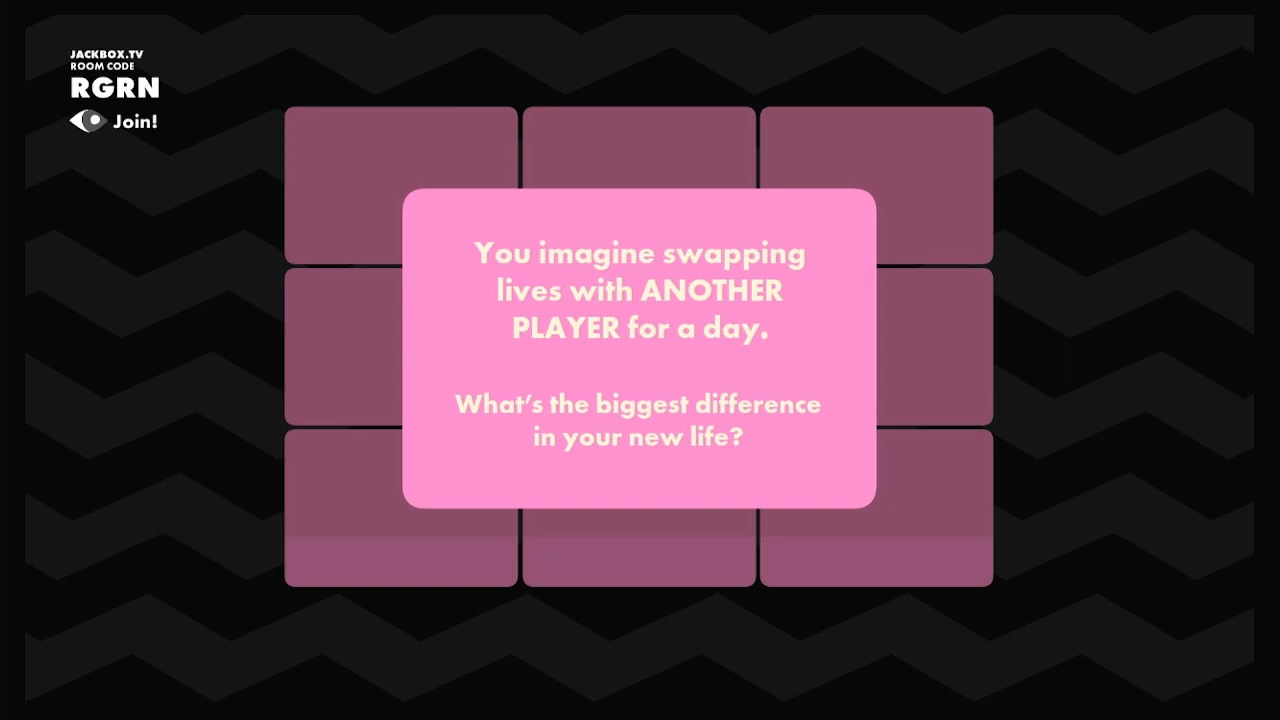 JACKBOX.TV
ROOM CODE
RGRN
Join!
You imagine swapping
lives with ANOTHER
PLAYER for a day.
What's the biggest difference
in your new life?